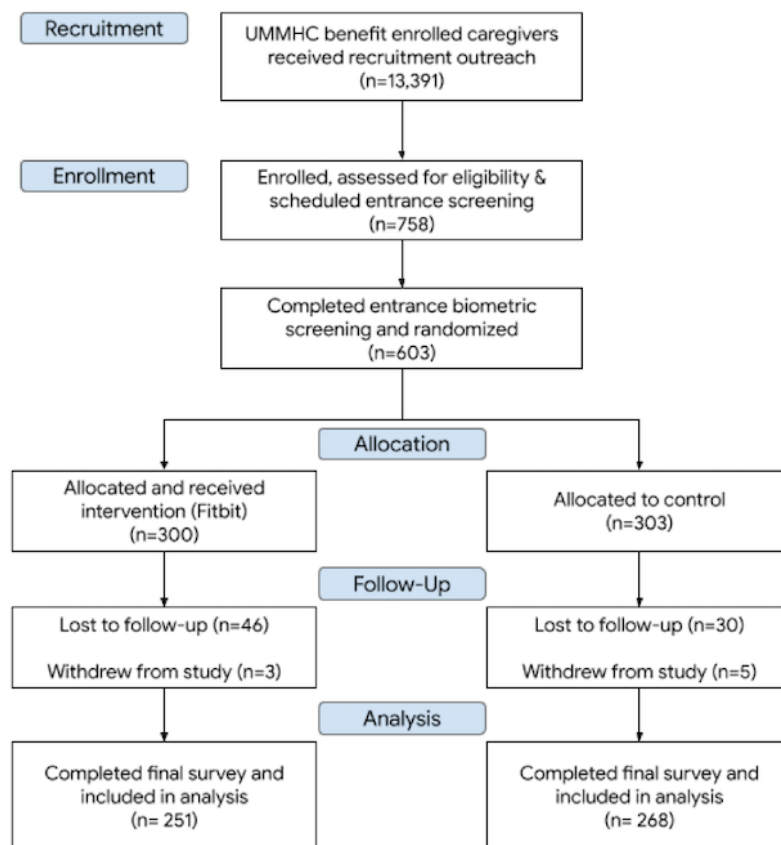 Recruitment
UMMHC benefit enrolled caregivers
received recruitment outreach
(n=13,391)
Enrollment
Enrolled, assessed for eligibility &
scheduled entrance screening
(n=758)
Completed entrance biometric
screening and randomized
(n=603)
Allocation
Allocated and received
intervention (Fitbit)
(n=300)
Allocated to control
(n=303)
Follow-Up
Lost to follow-up (n=46)
Withdrew from study (n=3)
Lost to follow-up (n=30)
Withdrew from study (n=5)
Analysis
Completed final survey and
included in analysis
(n= 251)
Completed final survey and
included in analysis
(n= 268)